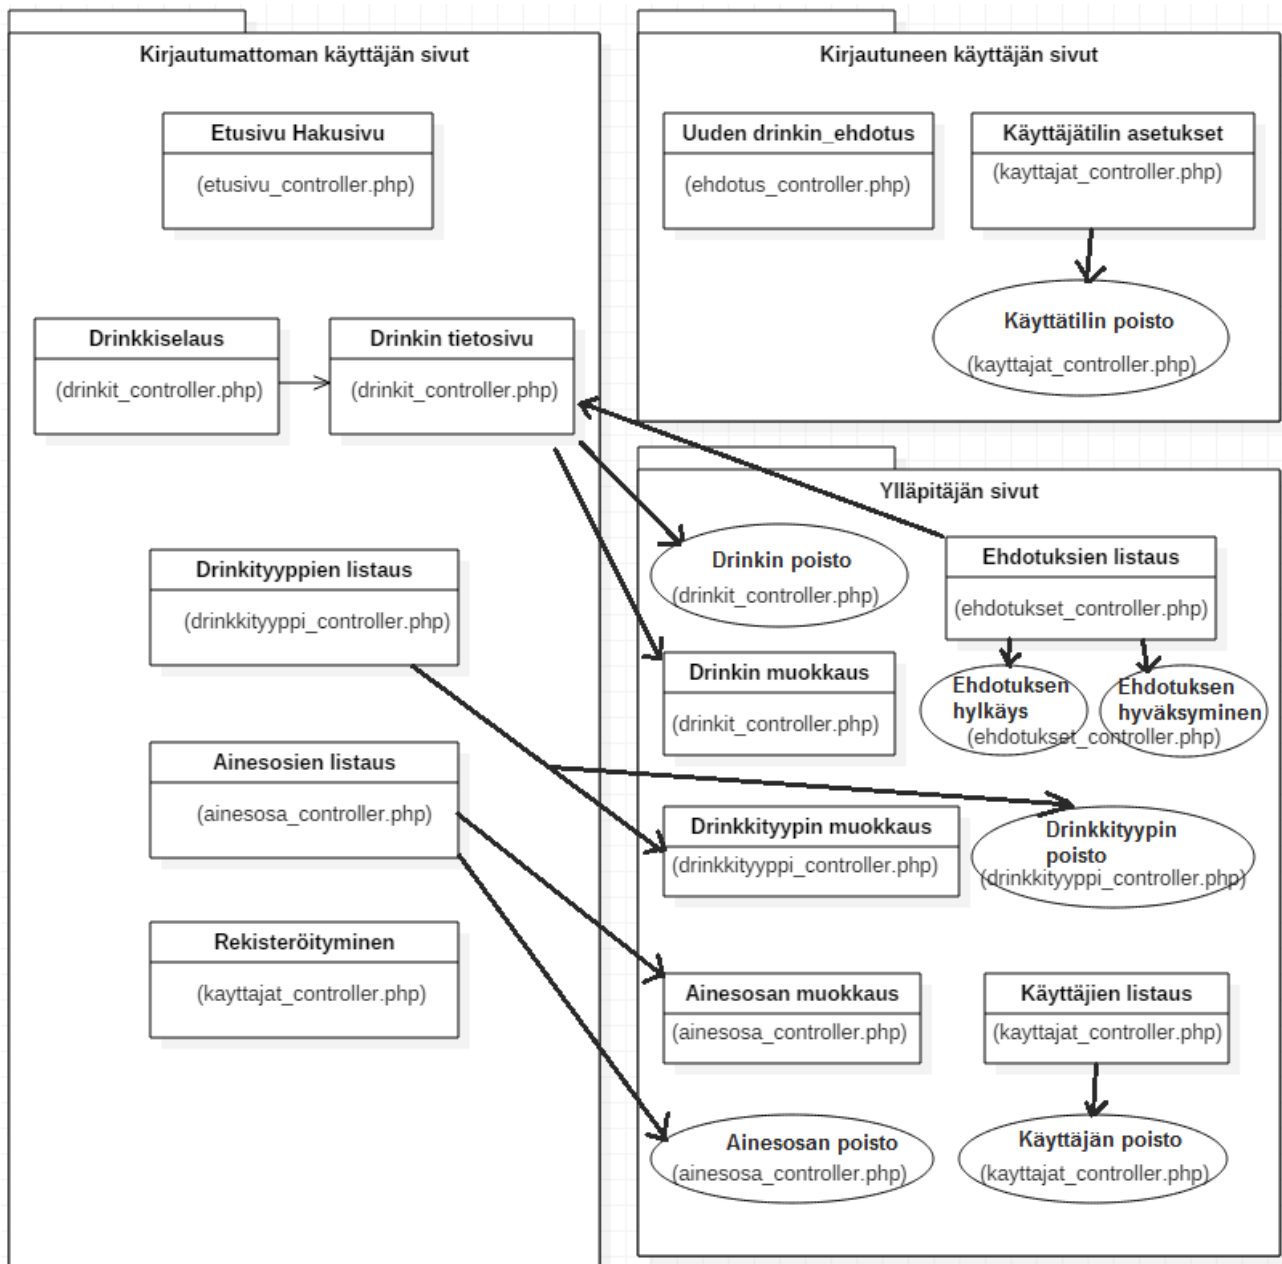 Kirjautumattoman käyttäjän sivut
Etusivu Hakusivu
(etusivu_controller.php)
Drinkkiselaus
(drinkit_controller.php)
Drinkin tietosivu
(drinkit_controller.php)
Drinkityyppien listaus
(drinkkityyppi_controller.php)
Ainesosien listaus
(ainesosa_controller.php)
Rekisteröityminen
(kayttajat_controller.php)
Kirjautuneen käyttäjän sivut
Uuden drinkin_ehdotus
(ehdotus_controller.php)
Käyttäjätilin asetukset
(kayttajat_controller.php)
Käyttätilin poisto
(kayttajat_controller.php)
Ylläpitäjän sivut
Drinkin poisto
(drinkit_controller.php)
Ehdotuksien listaus
(ehdotukset_controller.php)
Drinkin muokkaus
(drinkit_controller.php)
Ehdotuksen
hylkäys
Ehdotuksen
hyväksyminen
(ehdotukset_controller.php)
Drinkkityypin muokkaus
(drinkkityyppi_controller.php)
Drinkkityypin
poisto
(drinkkityyppi_controller.php)
Ainesosan muokkaus
(ainesosa_controller.php)
Käyttäjien listaus
(kayttajat_controller.php)
Ainesosan poisto
(ainesosa_controller.php)
Käyttäjän poisto
(kayttajat_controller.php)